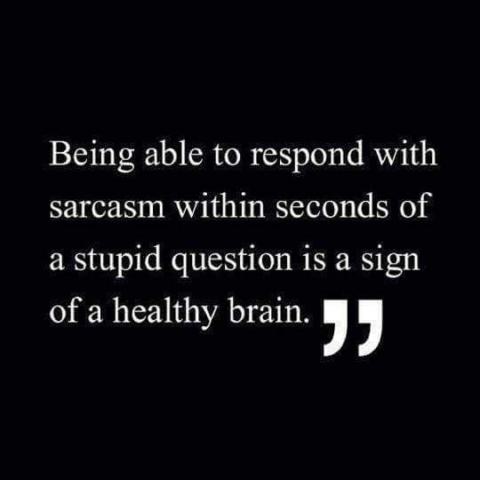 Being able to respond with
sarcasm within seconds of
a stupid question is a sign
of a healthy brain. ”